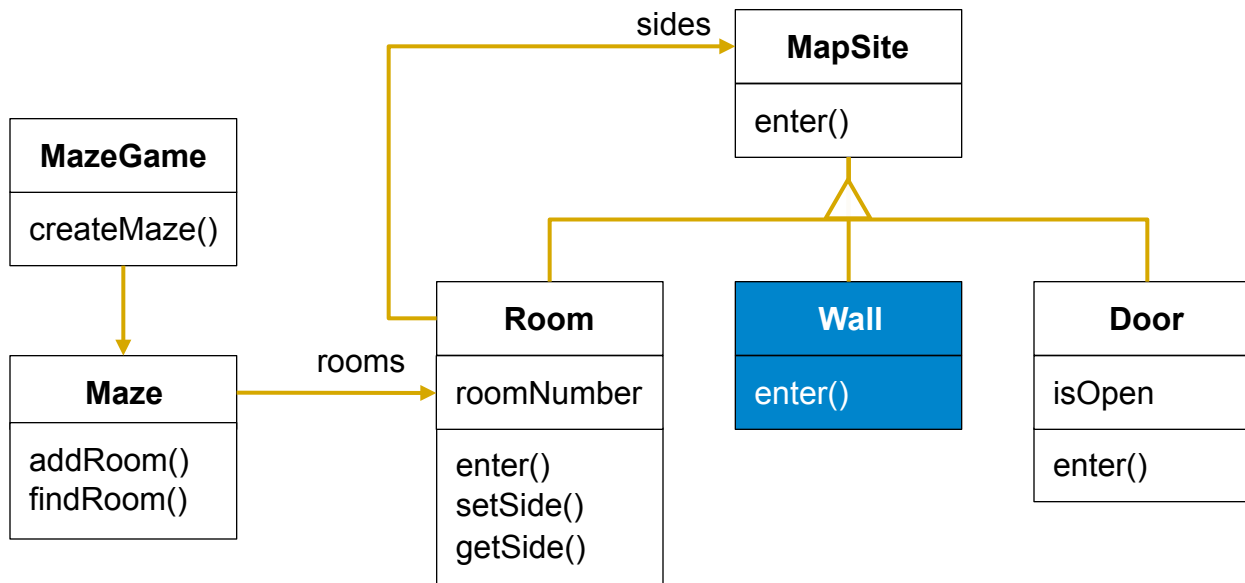 sides
MapSite
enter()
MazeGame
createMaze()
Room
roomNumber
enter()
setSide()
getSide()
Wall
enter()
Door
isOpen
enter()
rooms
Maze
addRoom()
findRoom()